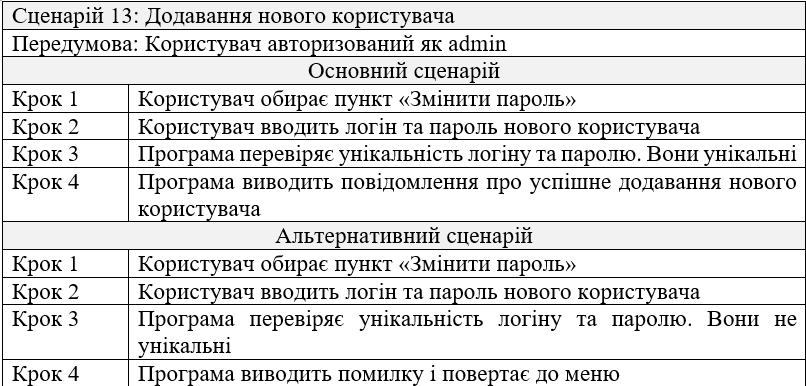 Сценарій 13: Додавання нового користувача
Передумова: Користувач авторизований як admin
Основний сценарій
Крок 1 Користувач обирає пункт «Змінити пароль»
Крок 2 Користувач вводить логін та пароль нового користувача
Крок 3 Програма перевіряє унікальність логіну та паролю. Вони унікальні
Крок 4 Програма виводить повідомлення про успішне додавання нового
користувача
Альтернативний сценарій
Крок 1 Користувач обирає пункт «Змінити пароль»
Крок 2 Користувач вводить логін та пароль нового користувача
Крок 3 Програма перевіряє унікальність логіну та паролю. Вони не
унікальні
Крок 4 Програма виводить помилку і повертає до меню